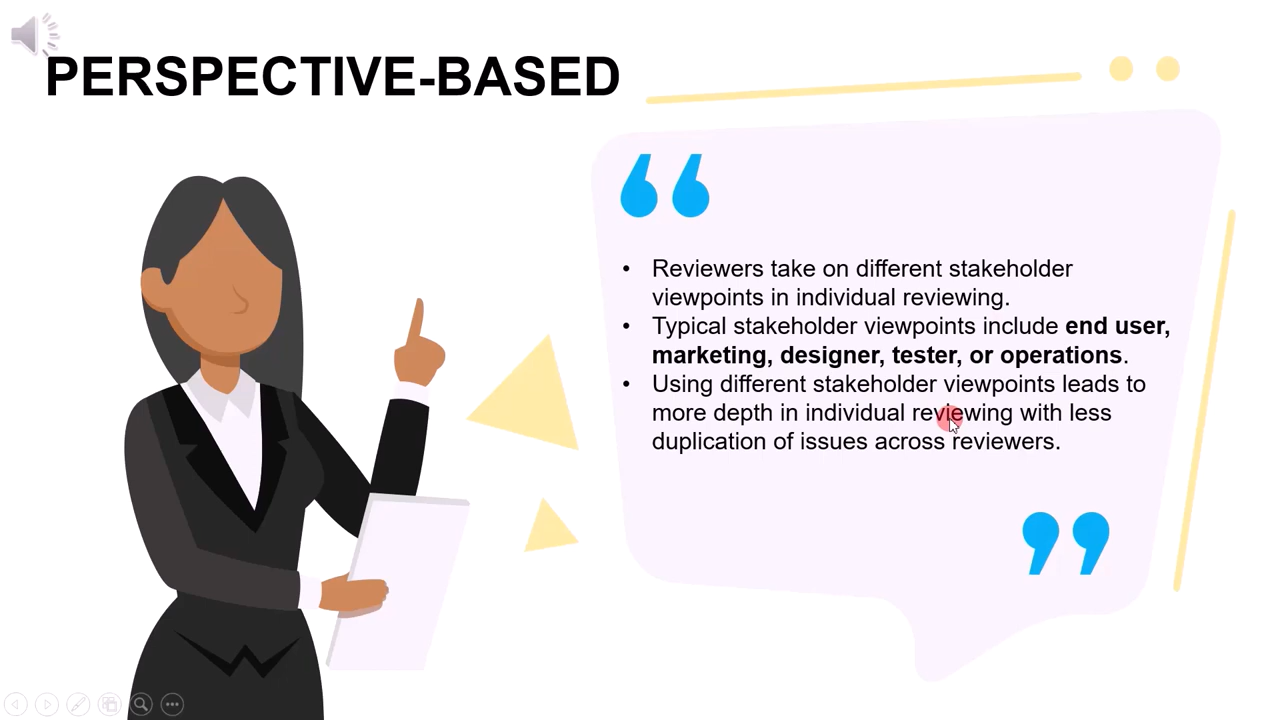 PERSPECTIVE-BASED
• Reviewers take on different stakeholder
viewpoints in individual reviewing.
• Typical stakeholder viewpoints include end user,
marketing, designer, tester, or operations.
• Using different stakeholder viewpoints leads to
more depth in individual reviewing with less
duplication of issues across reviewers.